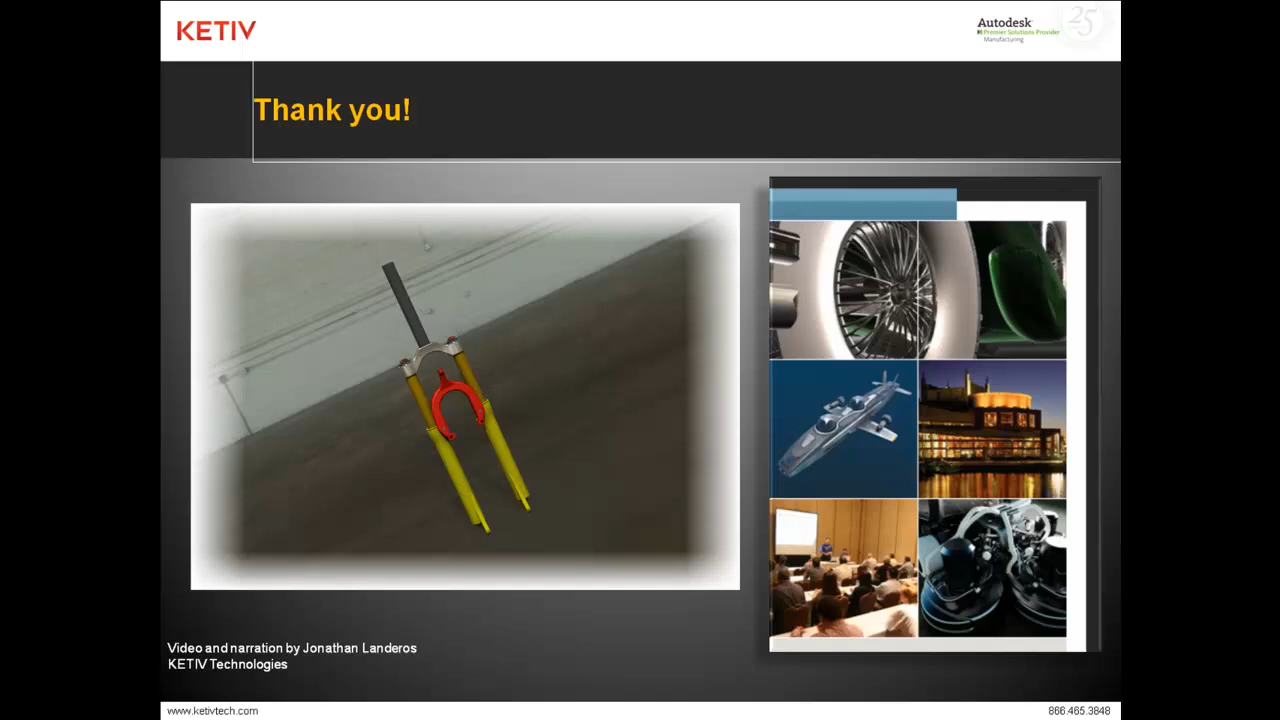 KETIV
Autodesk
Premier Solutions Provider
Manufacturing
25
Thank you!
Video and narration by Jonathan Landeros
KETIV Technologies
www.ketivtech.com
866.465.3848